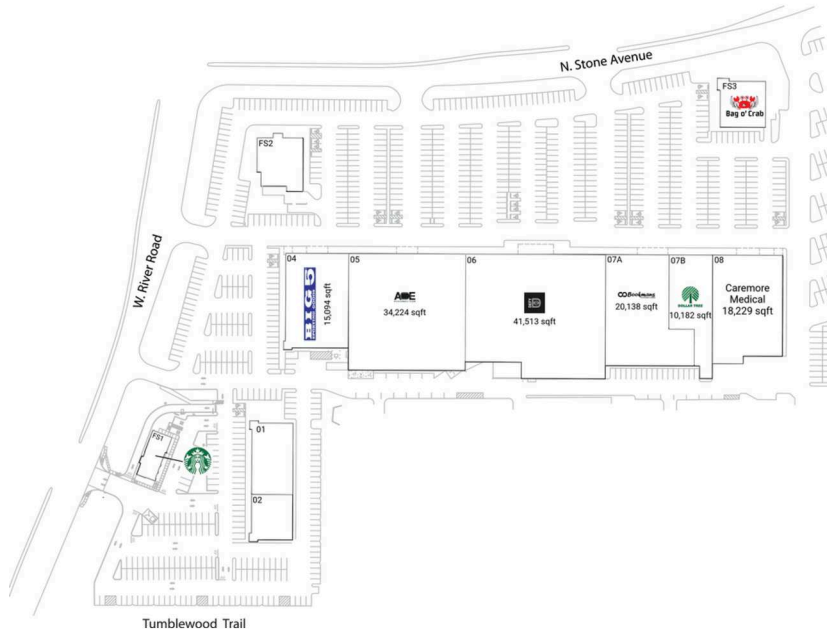 N. Stone Avenue
FS3
Bag o' Crab
FS2
W. River Road
04
BIG 5
15,094 sqft
05
34,224 sqft
06
41,513 sqft
07A
Bookmans
20,138 sqft
07B
DOLLAR TREE
10,182 sqft
08
Caremore
Medical
18,229 sqft
FS1
01
02
Tumblewood Trail